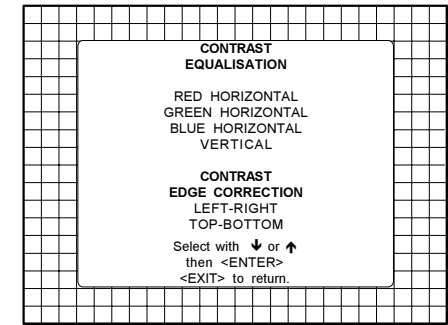 CONTRAST
EQUALISATION
RED HORIZONTAL
GREEN HORIZONTAL
BLUE HORIZONTAL
VERTICAL
CONTRAST
EDGE CORRECTION
LEFT-RIGHT
TOP-BOTTOM
Select with ↓ or ↑
then <ENTER>
<EXIT> to return.